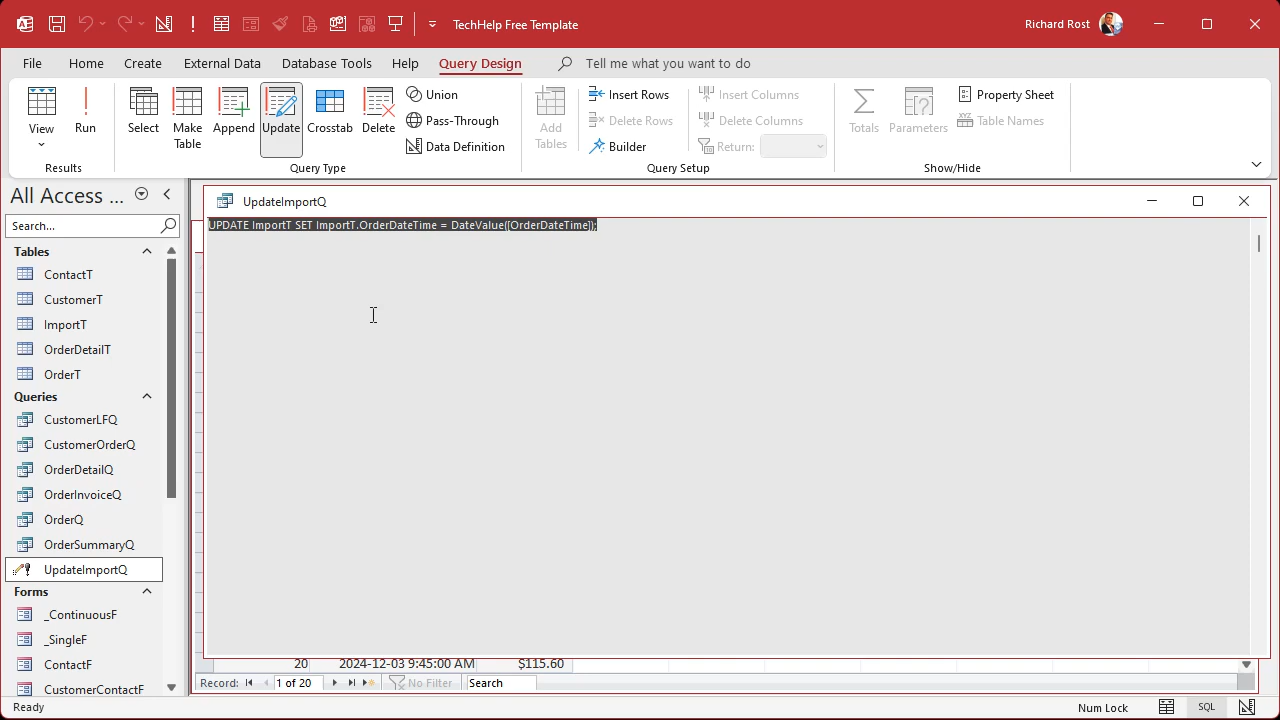 TechHelp Free Template
Richard Rost
File Home Create External Data Database Tools Help Query Design Tell me what you want to do
View
Run
Results
Select
Make Table
Append
Update
Crosstab
Delete
Union
Pass-Through
Data Definition
Query Type
Add Tables
Insert Rows
Delete Rows
Builder
Insert Columns
Delete Columns
Return:
Query Setup
Totals
Parameters
Property Sheet
Table Names
Show/Hide
All Access ...
Search...
Tables
ContactT
CustomerT
ImportT
OrderDetailT
OrderT
Queries
CustomerLFQ
CustomerOrderQ
OrderDetailQ
OrderInvoiceQ
OrderQ
OrderSummaryQ
UpdateImportQ
Forms
_ContinuousF
_SingleF
ContactF
CustomerContactF
UpdateImportQ
UPDATE ImportT SET ImportT.OrderDateTime = DateValue([OrderDateTime]);
20 2024-12-03 9:45:00 AM $115.60
Record: 1 of 20 No Filter Search
Ready
Num Lock
SQL